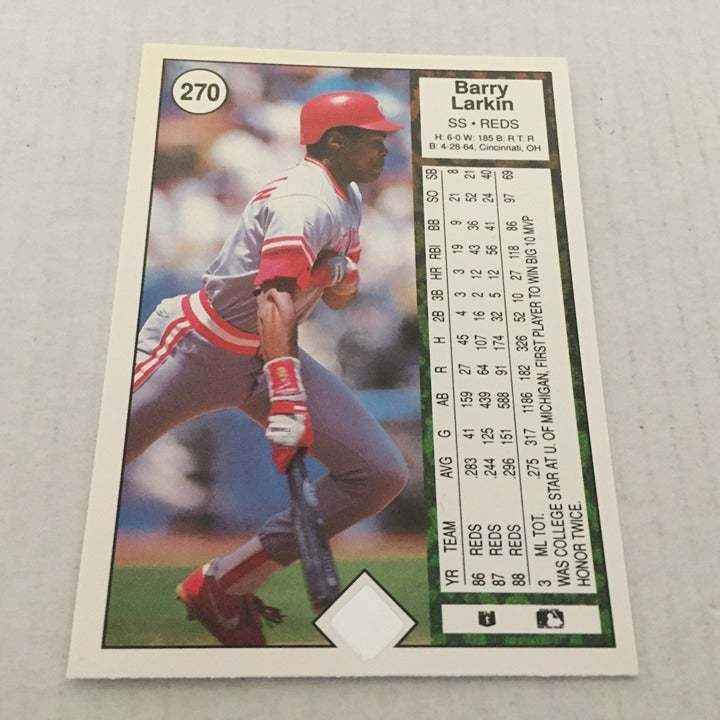 270
Barry
Larkin
SS • REDS
H: 6-0 W: 185 B: R T: R
B: 4-28-64, Cincinnati, OH
YR TEAM AVG G AB R H 2B 3B HR RBI BB SO SB
86 REDS .283 41 159 27 45 4 3 3 19 9 21 8
87 REDS .244 125 439 64 107 16 2 12 43 36 52 21
88 REDS .296 151 588 91 174 32 5 12 56 41 24 40
3 ML TOT. .275 317 1186 182 326 52 10 27 118 86 97 69
WAS COLLEGE STAR AT U. OF MICHIGAN, FIRST PLAYER TO WIN BIG 10 MVP
HONOR TWICE.